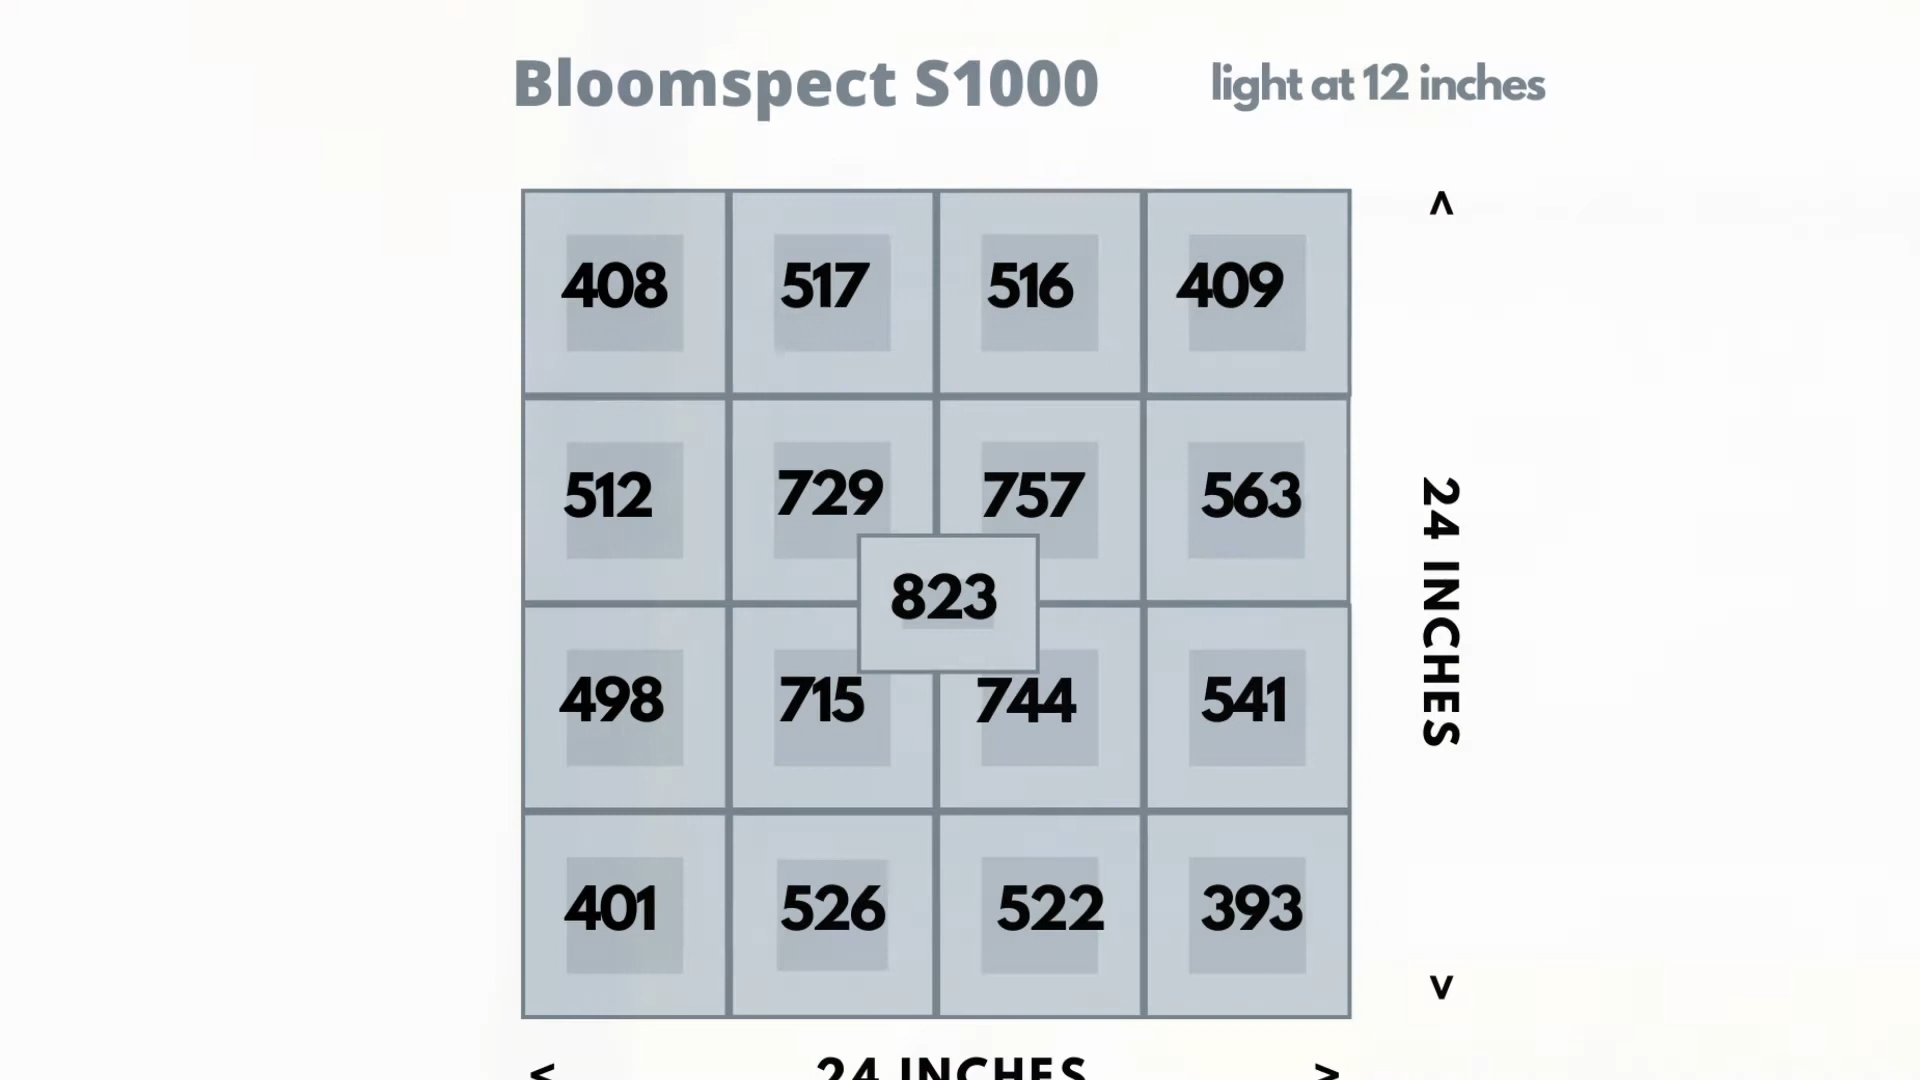 Bloomspect S1000 light at 12 inches
^
408 517 516 409
512 729 757 563
823
24 INCHES
498 715 744 541
401 526 522 393
v
< 24 INCHES >